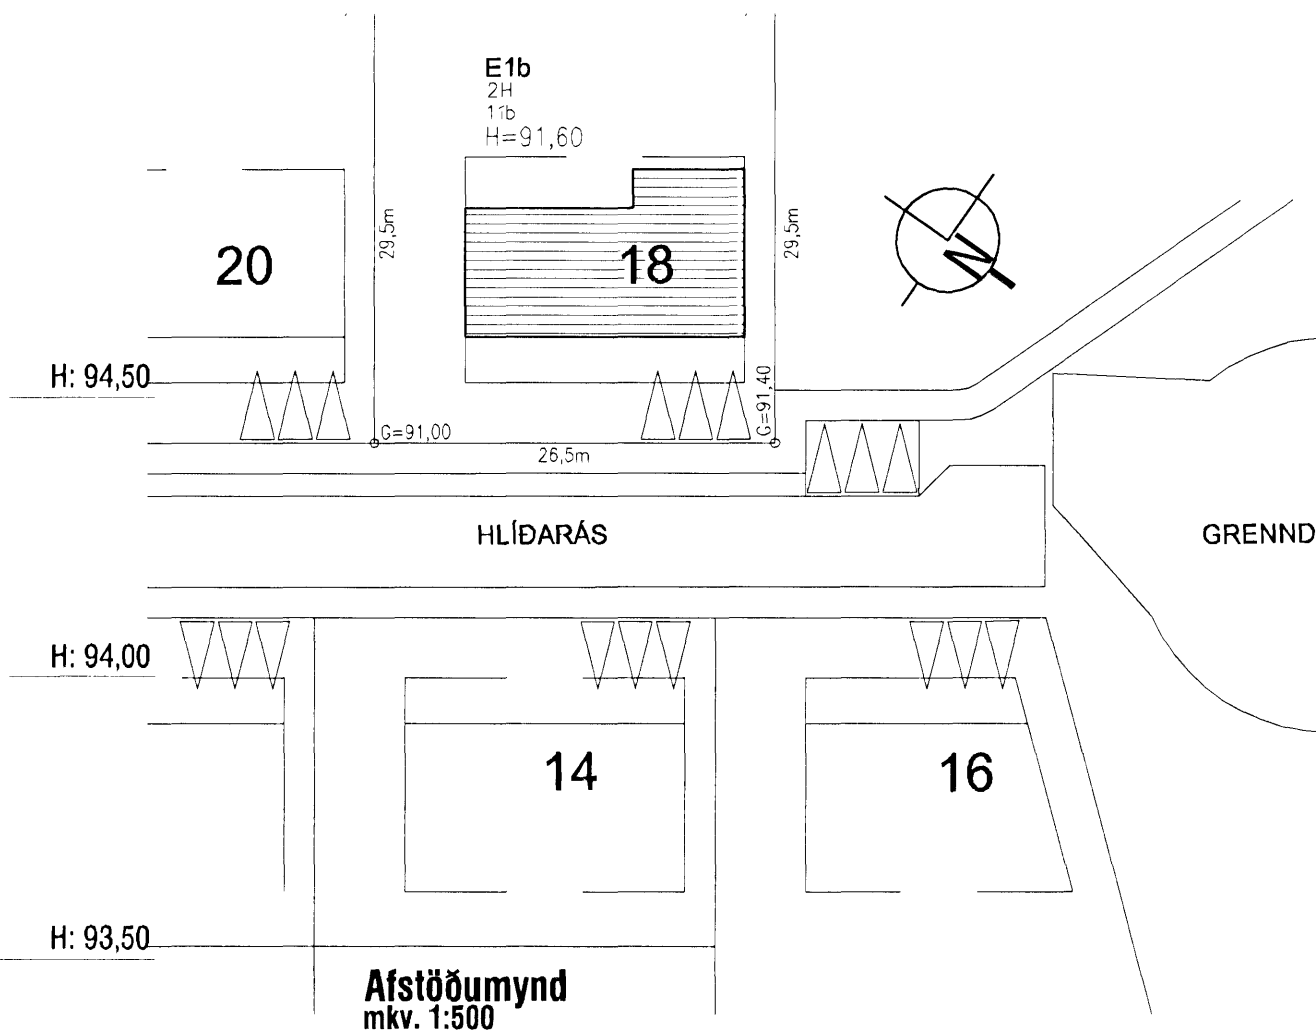 E1b
2H
1íb
H=91,60
29,5m
29,5m
20
18
N
H: 94,50
G=91,00
G=91,40
26,5m
HLÍÐARÁS
GRENND
H: 94,00
14
16
H: 93,50
Afstöðumynd
mkv. 1:500